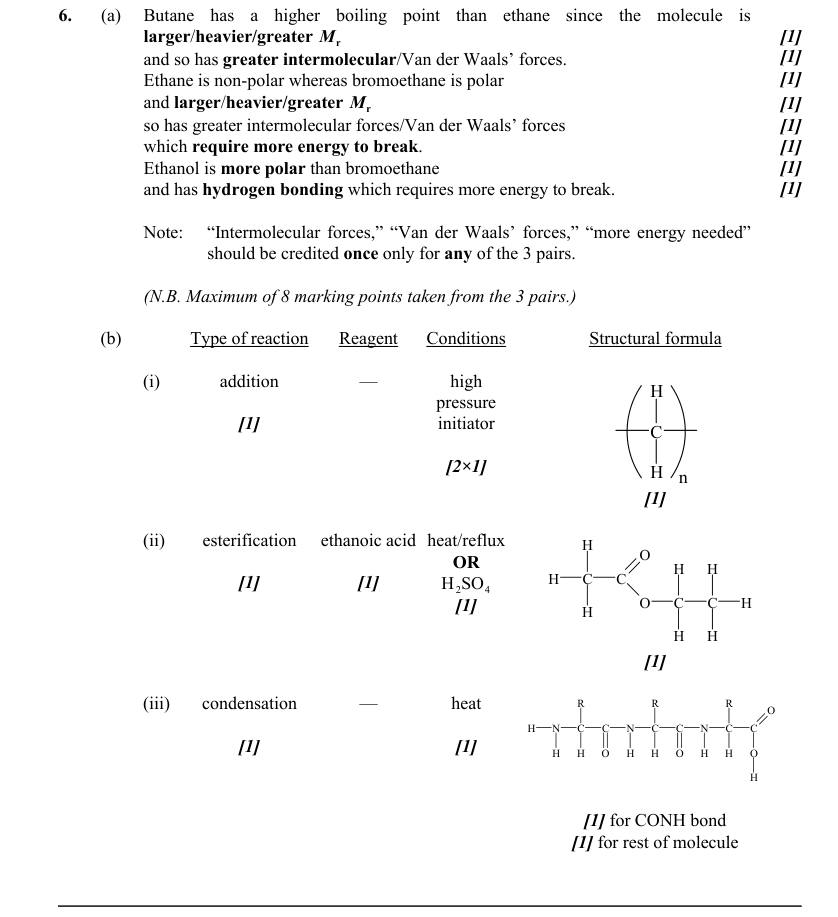 6. (a) Butane has a higher boiling point than ethane since the molecule is
larger/heavier/greater Mr [1]
and so has greater intermolecular/Van der Waals’ forces. [1]
Ethane is non-polar whereas bromoethane is polar [1]
and larger/heavier/greater Mr [1]
so has greater intermolecular forces/Van der Waals’ forces [1]
which require more energy to break. [1]
Ethanol is more polar than bromoethane [1]
and has hydrogen bonding which requires more energy to break. [1]
Note: “Intermolecular forces,” “Van der Waals’ forces,” “more energy needed”
should be credited once only for any of the 3 pairs.
(N.B. Maximum of 8 marking points taken from the 3 pairs.)
(b) Type of reaction Reagent Conditions Structural formula
(i) addition — high
pressure
[1] initiator
[2×1]
H
C
H n
[1]
(ii) esterification ethanoic acid heat/reflux
OR
[1] [1] H2SO4
[1]
H O
H C C H H
H O C C H
H H
[1]
(iii) condensation — heat
[1] [1]
R R R O
H N C C N C C N C C
H H O H H O H H O
H
[1] for CONH bond
[1] for rest of molecule